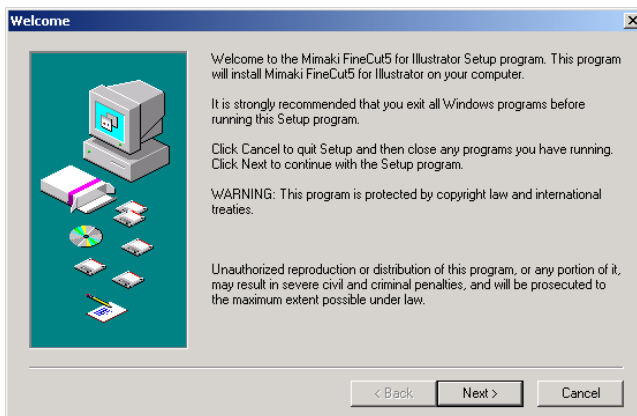 Welcome
Welcome to the Mimaki FineCut5 for Illustrator Setup program. This program
will install Mimaki FineCut5 for Illustrator on your computer.
It is strongly recommended that you exit all Windows programs before
running this Setup program.
Click Cancel to quit Setup and then close any programs you have running.
Click Next to continue with the Setup program.
WARNING: This program is protected by copyright law and international
treaties.
Unauthorized reproduction or distribution of this program, or any portion of it,
may result in severe civil and criminal penalties, and will be prosecuted to
the maximum extent possible under law.
< Back Next > Cancel